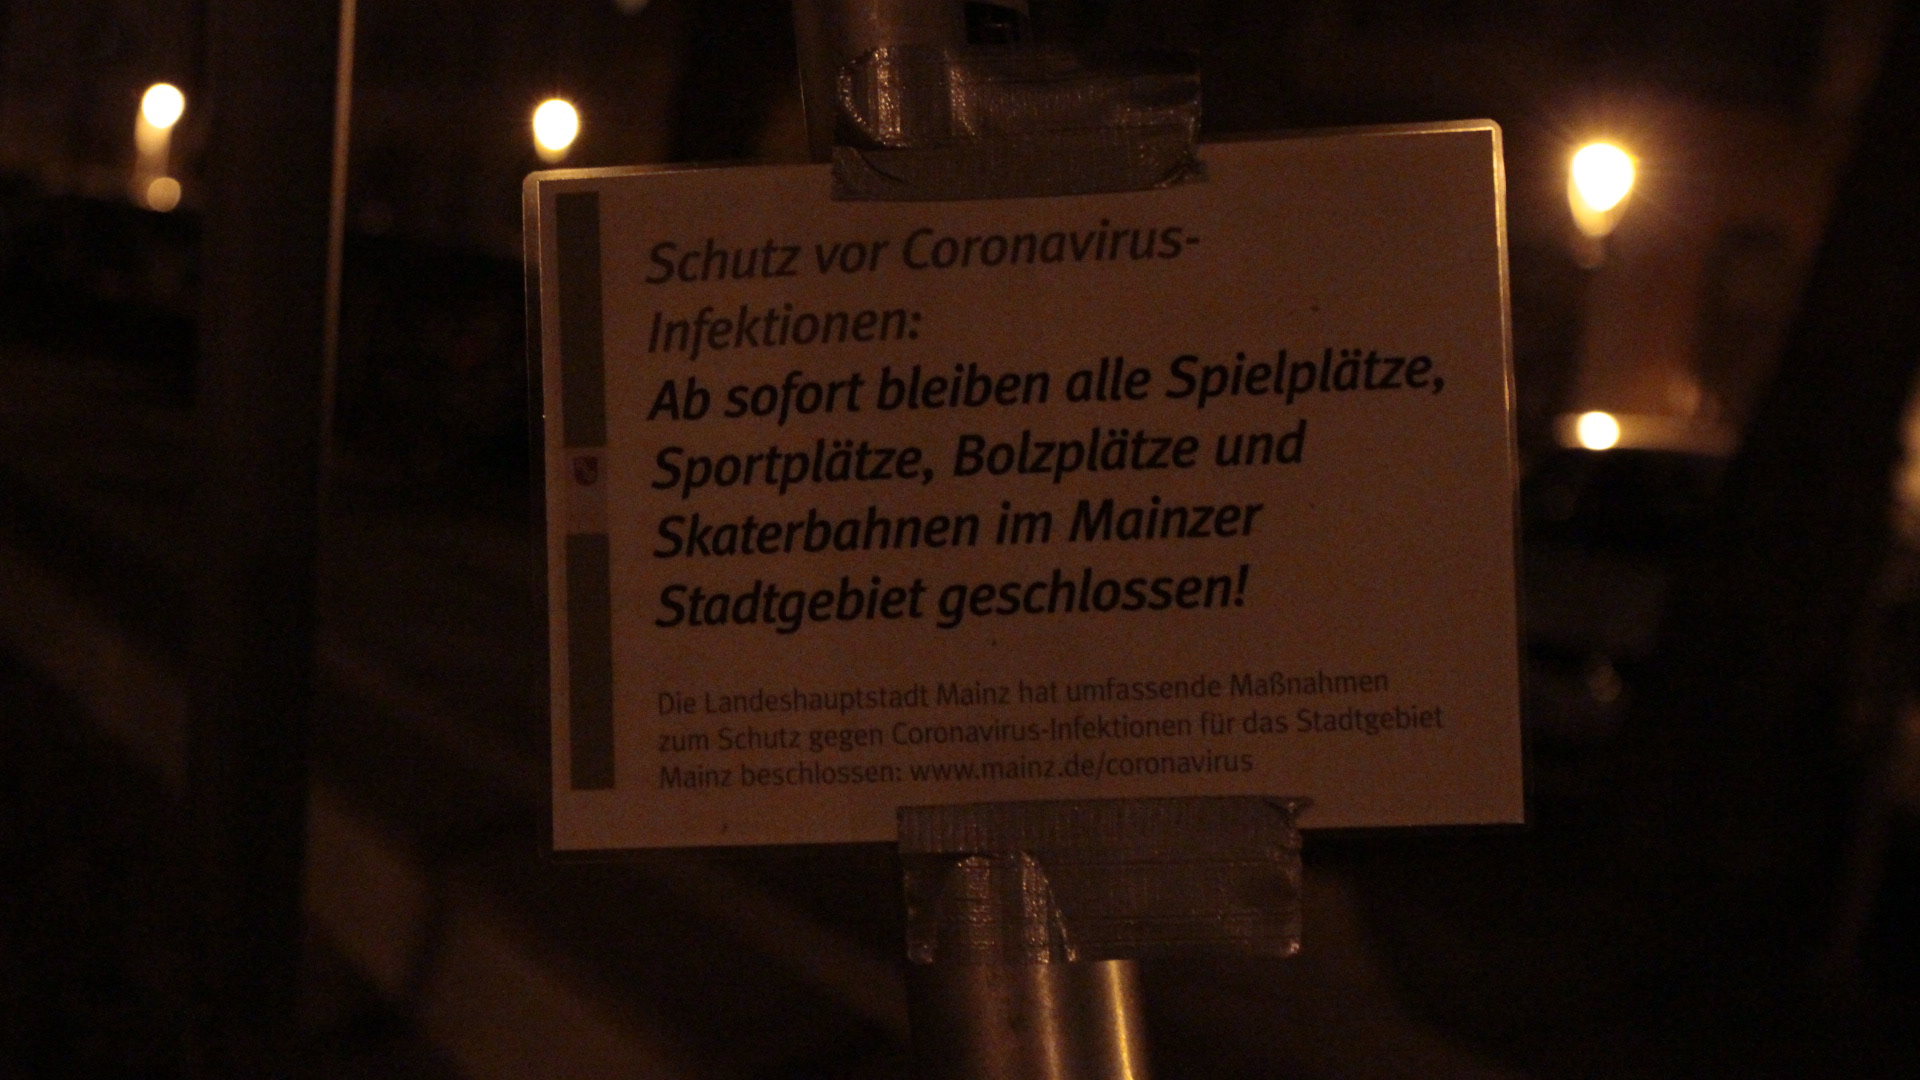 Schutz vor Coronavirus-
Infektionen:
Ab sofort bleiben alle Spielplätze,
Sportplätze, Bolzplätze und
Skaterbahnen im Mainzer
Stadtgebiet geschlossen!
Die Landeshauptstadt Mainz hat umfassende Maßnahmen
zum Schutz gegen Coronavirus-Infektionen für das Stadtgebiet
Mainz beschlossen: www.mainz.de/coronavirus